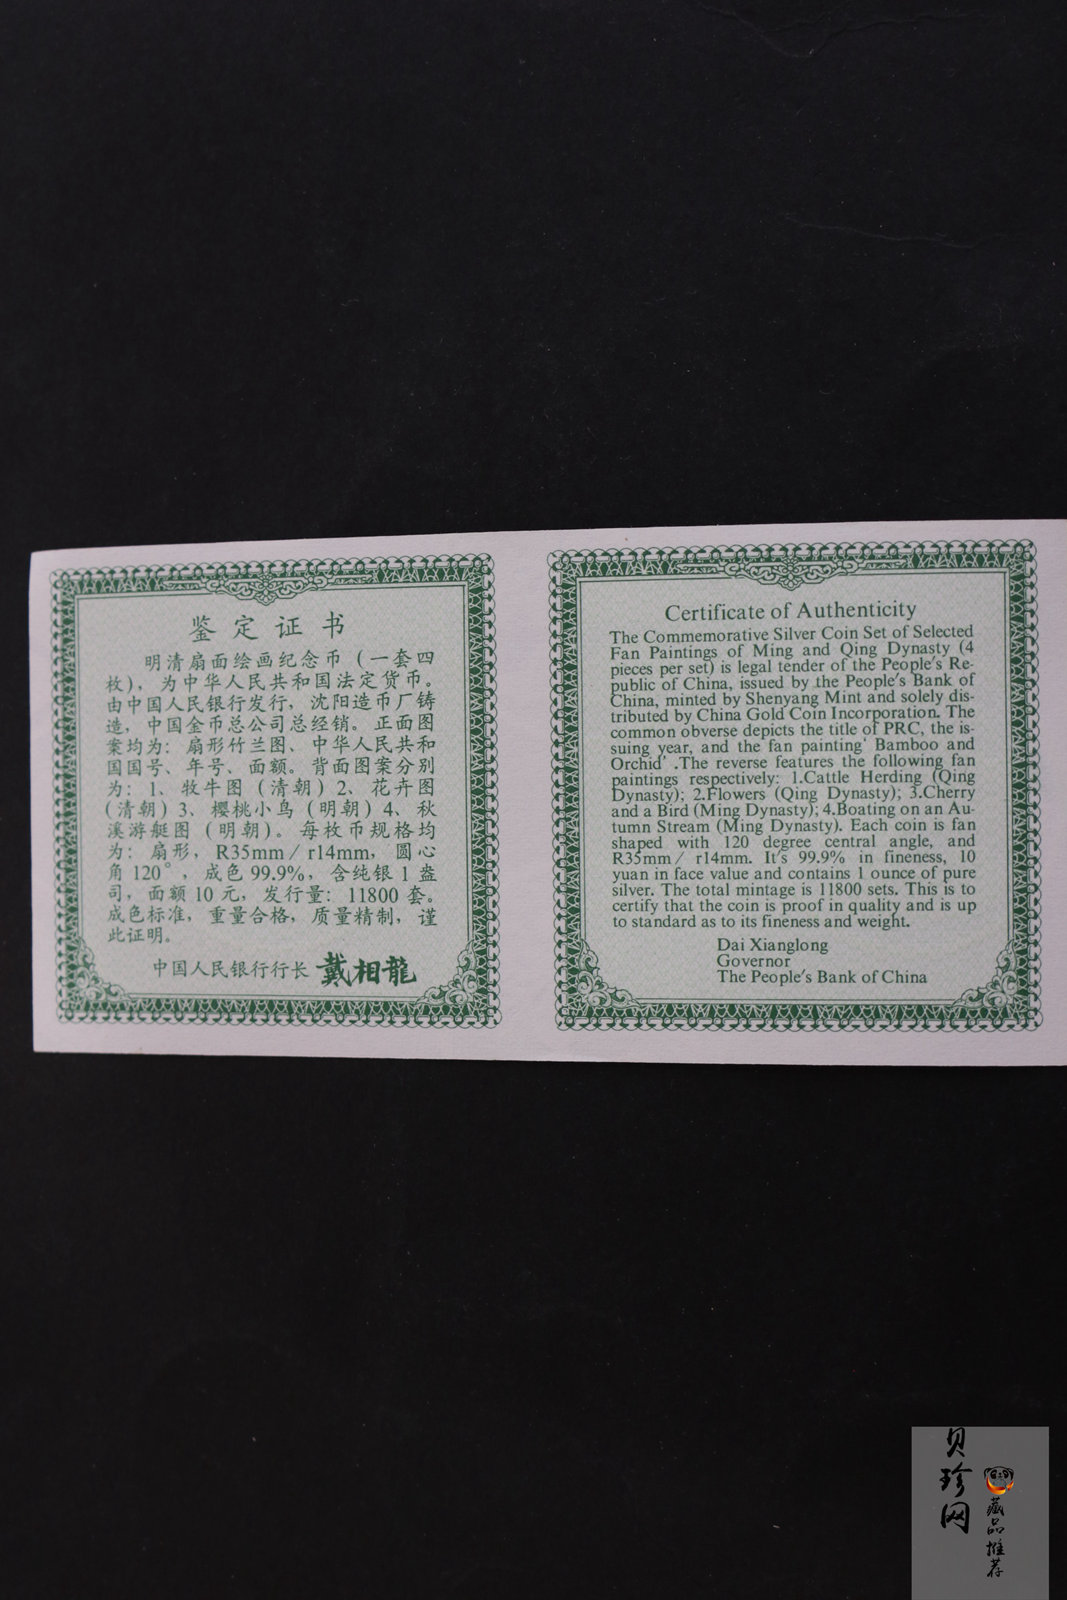 鉴定证书
明清扇面绘画纪念币（一套四
枚），为中华人民共和国法定货币。
由中国人民银行发行，沈阳造币厂铸
造，中国金币总公司总经销。正面图
案均为：扇形竹兰图、中华人民共和
国国号、年号、面额。背面图案分别
为：1、牧牛图（清朝）2、花卉图
(清朝）3、樱桃小鸟（明朝）4、秋
溪游艇图（明朝）。每枚币规格均
为：扇形，R35mm／r14mm，圆心
角120°，成色99.9%，含纯银1盎
司，面额10元，发行量：11800套。
成色标准，重量合格，质量精制，谨
此证明。
中国人民银行行长 戴相龍
Certificate of Authenticity
The Commemorative Silver Coin Set of Selected
Fan Paintings of Ming and Qing Dynasty (4
pieces per set) is legal tender of the People's Re-
public of China, issued by the People's Bank of
China, minted by Shenyang Mint and solely dis-
tributed by China Gold Coin Incorporation. The
common obverse depicts the title of PRC, the is-
suing year, and the fan painting' Bamboo and
Orchid' .The reverse features the following fan
paintings respectively: 1.Cattle Herding (Qing
Dynasty); 2.Flowers (Qing Dynasty); 3.Cherry
and a Bird (Ming Dynasty); 4.Boating on an Au-
tumn Stream (Ming Dynasty). Each coin is fan
shaped with 120 degree central angle, and
R35mm／r14mm. It's 99.9% in fineness, 10
yuan in face value and contains 1 ounce of pure
silver. The total mintage is 11800 sets. This is to
certify that the coin is proof in quality and is up
to standard as to its fineness and weight.
Dai Xianglong
Governor
The People's Bank of China
贝珍网
藏品推荐